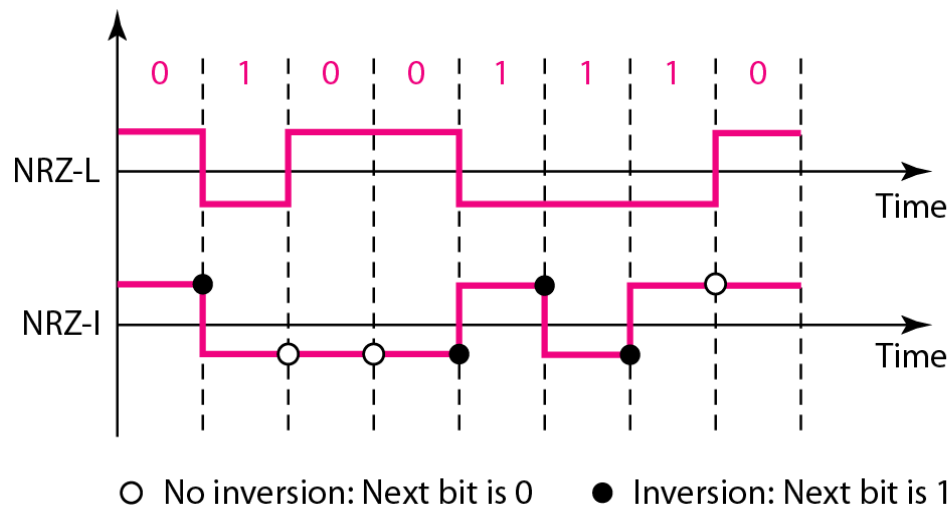 0 1 0 0 1 1 1 0
NRZ-L
Time
NRZ-I
Time
No inversion: Next bit is 0
Inversion: Next bit is 1